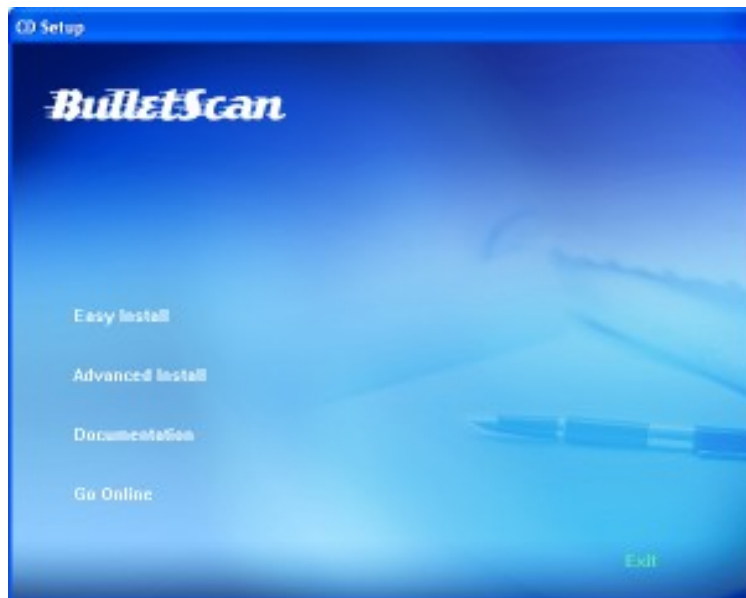 CD Setup
BulletScan
Easy Install
Advanced Install
Documentation
Go Online
Exit